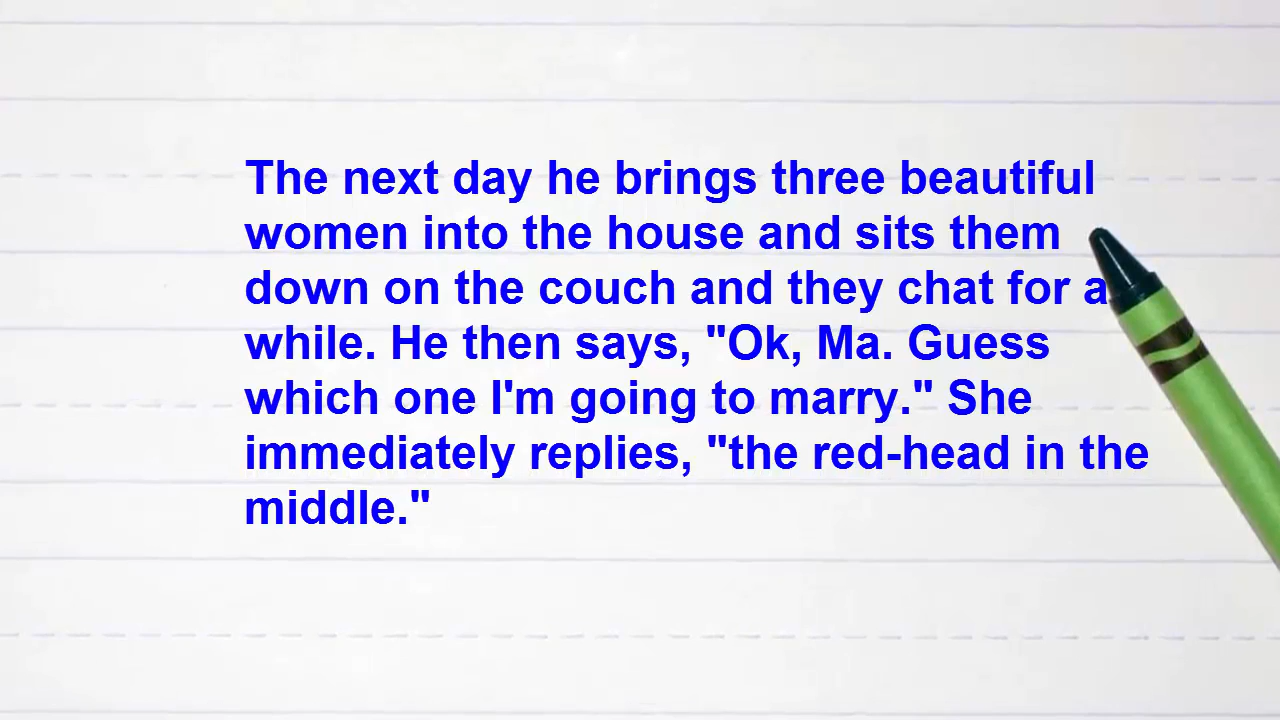 The next day he brings three beautiful
women into the house and sits them
down on the couch and they chat for a
while. He then says, "Ok, Ma. Guess
which one I'm going to marry." She
immediately replies, "the red-head in the
middle."